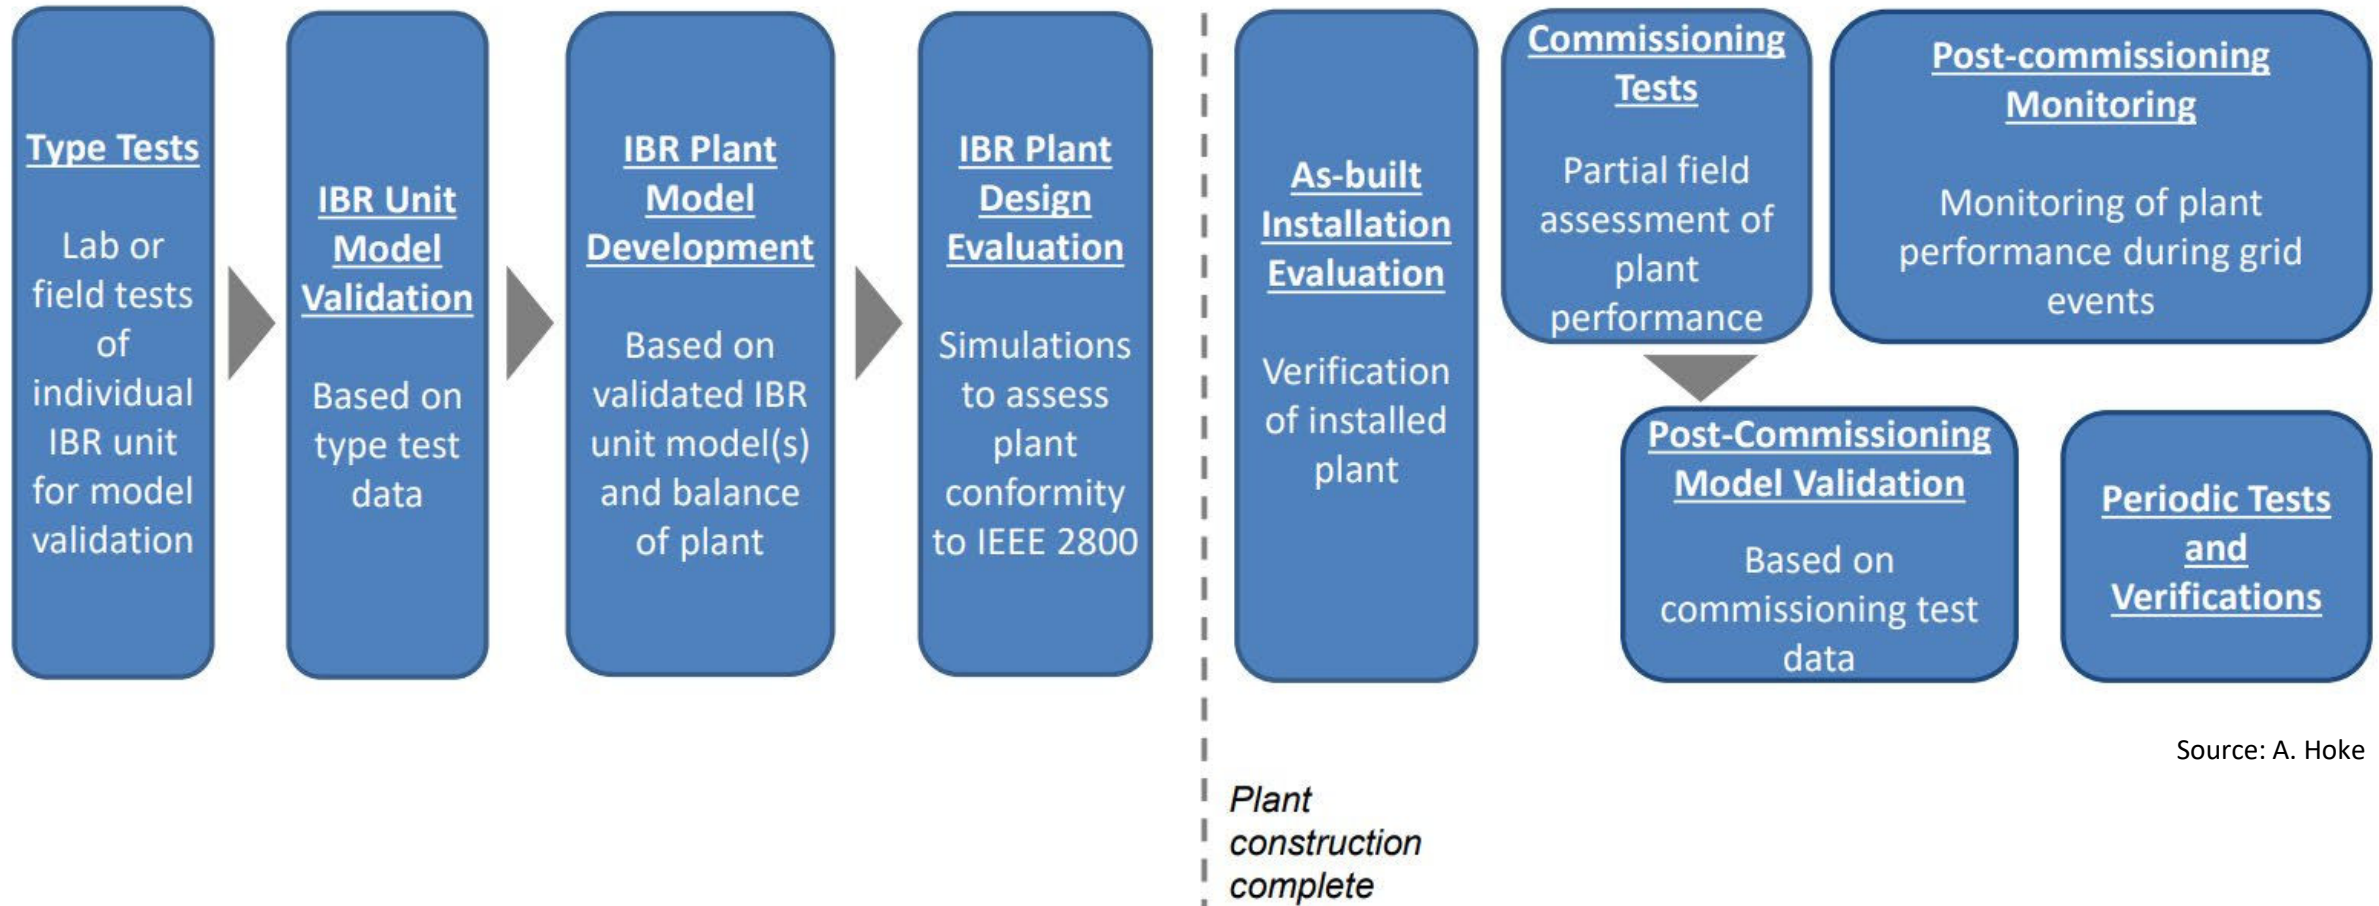 Type Tests
Lab or
field tests
of
individual
IBR unit
for model
validation
IBR Unit
Model
Validation
Based on
type test
data
IBR Plant
Model
Development
Based on
validated IBR
unit model(s)
and balance
of plant
IBR Plant
Design
Evaluation
Simulations
to assess
plant
conformity
to IEEE 2800
As-built
Installation
Evaluation
Verification
of installed
plant
Commissioning
Tests
Partial field
assessment of
plant
performance
Post-commissioning
Monitoring
Monitoring of plant
performance during grid
events
Post-Commissioning
Model Validation
Based on
commissioning test
data
Periodic Tests
and
Verifications
Source: A. Hoke
Plant
construction
complete